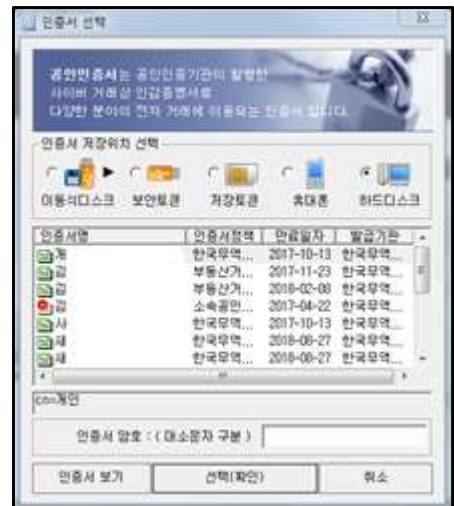 인증서 선택
공인인증서는 공인인증기관이 발행한
사이버 거래상 인감증명서로
다양한 분야의 전자 거래에 이용되는 인증서 입니다.
인증서 저장위치 선택
이동식디스크 보안토큰 저장토큰 휴대폰 하드디스크
인증서명 인증서정책 만료일자 발급기관
개 한국무역... 2017-10-13 한국무역...
김 부동산거... 2017-11-23 한국무역...
김 부동산거... 2018-02-08 한국무역...
김 소속공인... 2017-04-22 한국무역...
사 한국무역... 2017-10-13 한국무역...
재 한국무역... 2018-08-27 한국무역...
재 한국무역... 2018-08-27 한국무역...
cn=개인
인증서 암호 : ( 대소문자 구분 )
인증서 보기 선택(확인) 취소